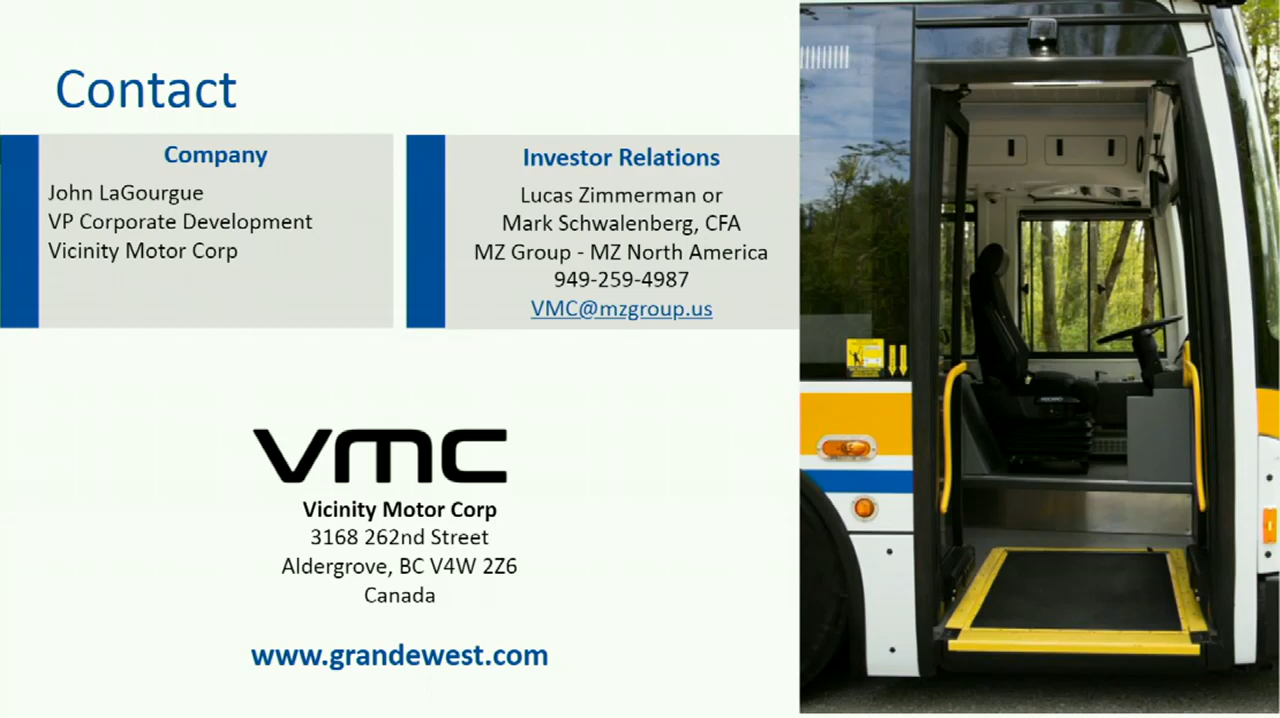 Contact
Company
John LaGourgue
VP Corporate Development
Vicinity Motor Corp
Investor Relations
Lucas Zimmerman or
Mark Schwalenberg, CFA
MZ Group - MZ North America
949-259-4987
VMC@mzgroup.us
VMC
Vicinity Motor Corp
3168 262nd Street
Aldergrove, BC V4W 2Z6
Canada
www.grandewest.com